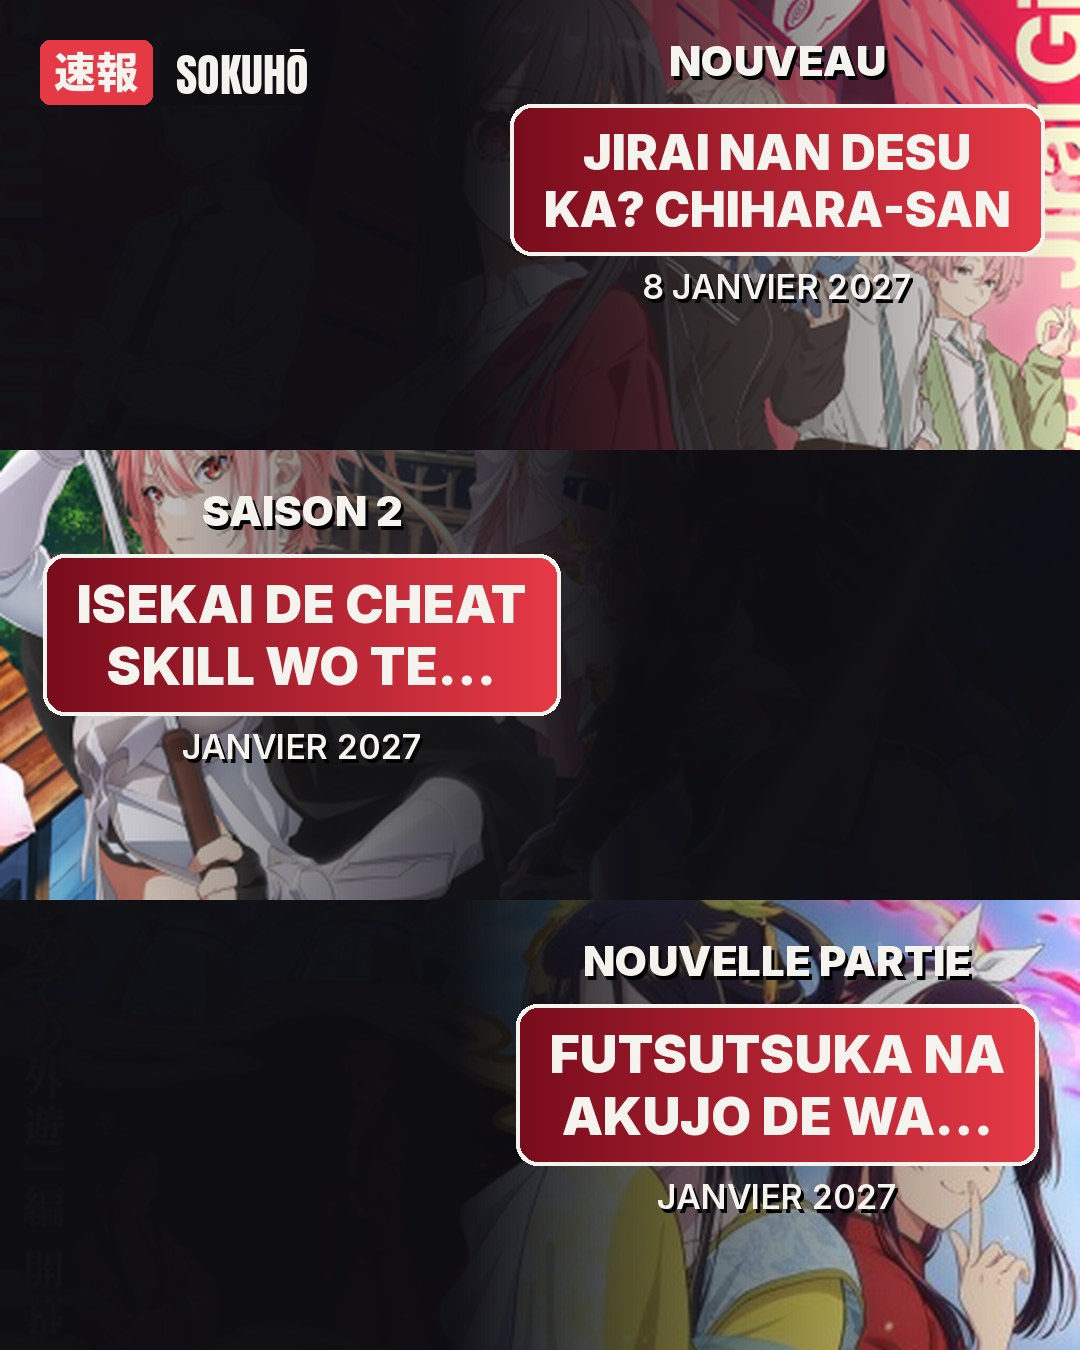 速報 SOKUHŌ
NOUVEAU
JIRAI NAN DESU
KA? CHIHARA-SAN
8 JANVIER 2027
SAISON 2
ISEKAI DE CHEAT
SKILL WO TE...
JANVIER 2027
NOUVELLE PARTIE
FUTSUTSUKA NA
AKUJO DE WA...
JANVIER 2027